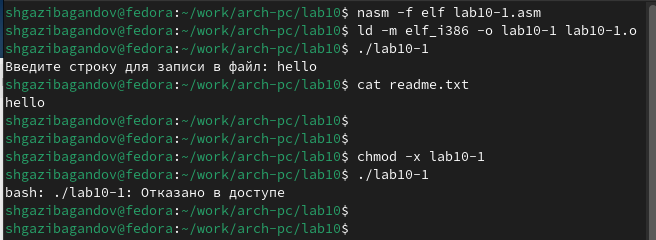 shgazibagandov@fedora:~/work/arch-pc/lab10$ nasm -f elf lab10-1.asm
shgazibagandov@fedora:~/work/arch-pc/lab10$ ld -m elf_i386 -o lab10-1 lab10-1.o
shgazibagandov@fedora:~/work/arch-pc/lab10$ ./lab10-1
Введите строку для записи в файл: hello
shgazibagandov@fedora:~/work/arch-pc/lab10$ cat readme.txt
hello
shgazibagandov@fedora:~/work/arch-pc/lab10$
shgazibagandov@fedora:~/work/arch-pc/lab10$
shgazibagandov@fedora:~/work/arch-pc/lab10$ chmod -x lab10-1
shgazibagandov@fedora:~/work/arch-pc/lab10$ ./lab10-1
bash: ./lab10-1: Отказано в доступе
shgazibagandov@fedora:~/work/arch-pc/lab10$
shgazibagandov@fedora:~/work/arch-pc/lab10$